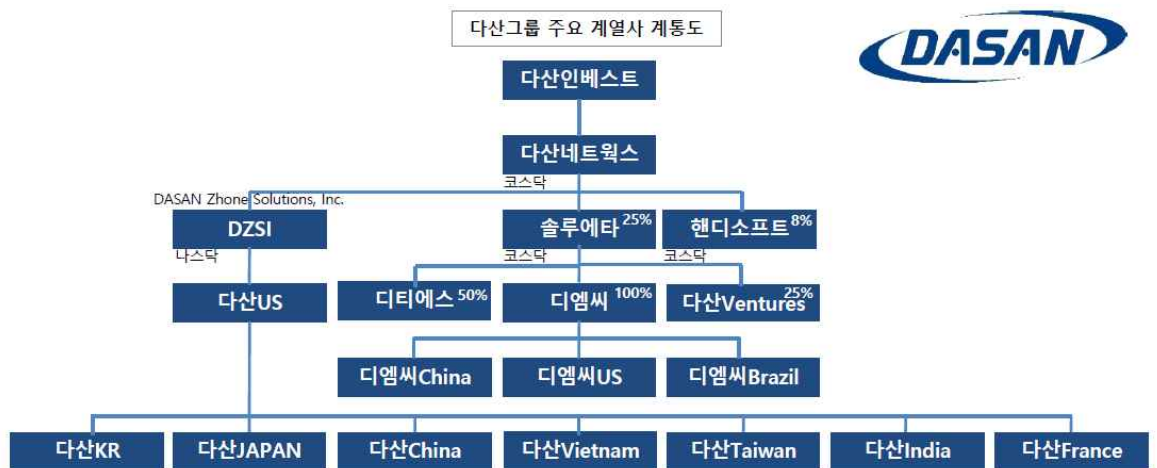 다산그룹 주요 계열사 계통도
DASAN
다산인베스트
다산네트웍스
코스닥
DASAN Zhone Solutions, Inc.
DZSI
솔루에타 25%
핸디소프트 8%
나스닥
코스닥
코스닥
다산US
디티에스 50%
디엠씨 100%
다산Ventures 25%
디엠씨China
디엠씨US
디엠씨Brazil
다산KR
다산JAPAN
다산China
다산Vietnam
다산Taiwan
다산India
다산France